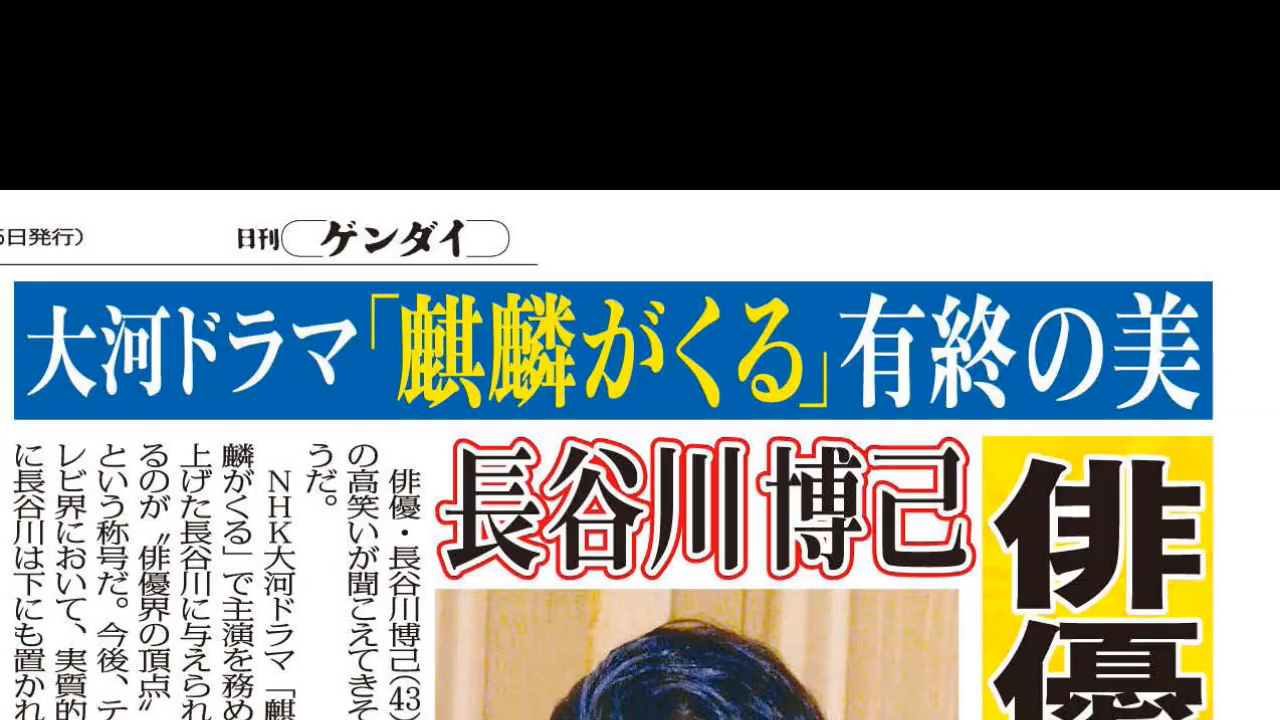 5日発行)
日刊ゲンダイ
大河ドラマ「麒麟がくる」有終の美
俳優
長谷川博己
俳優・長谷川博己(43)
の高笑いが聞こえてきそ
うだ。
NHK大河ドラマ「麒
麟がくる」で主演を務め
上げた長谷川に与えられ
るのが〝俳優界の頂点〟
という称号だ。今後、テ
レビ界において、実質的
に長谷川は下にも置かれ